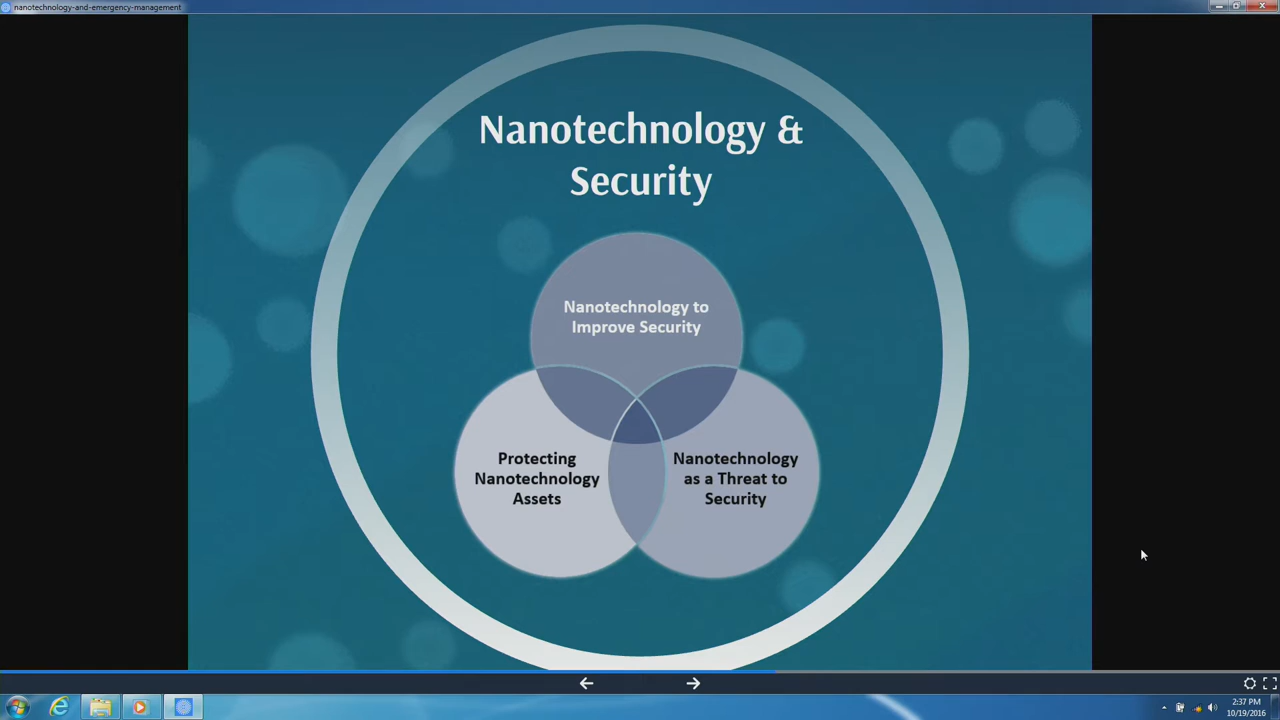 nanotechnology-and-emergency-management
Nanotechnology &
Security
Nanotechnology to
Improve Security
Protecting
Nanotechnology
Assets
Nanotechnology
as a Threat to
Security
2:37 PM
10/19/2016